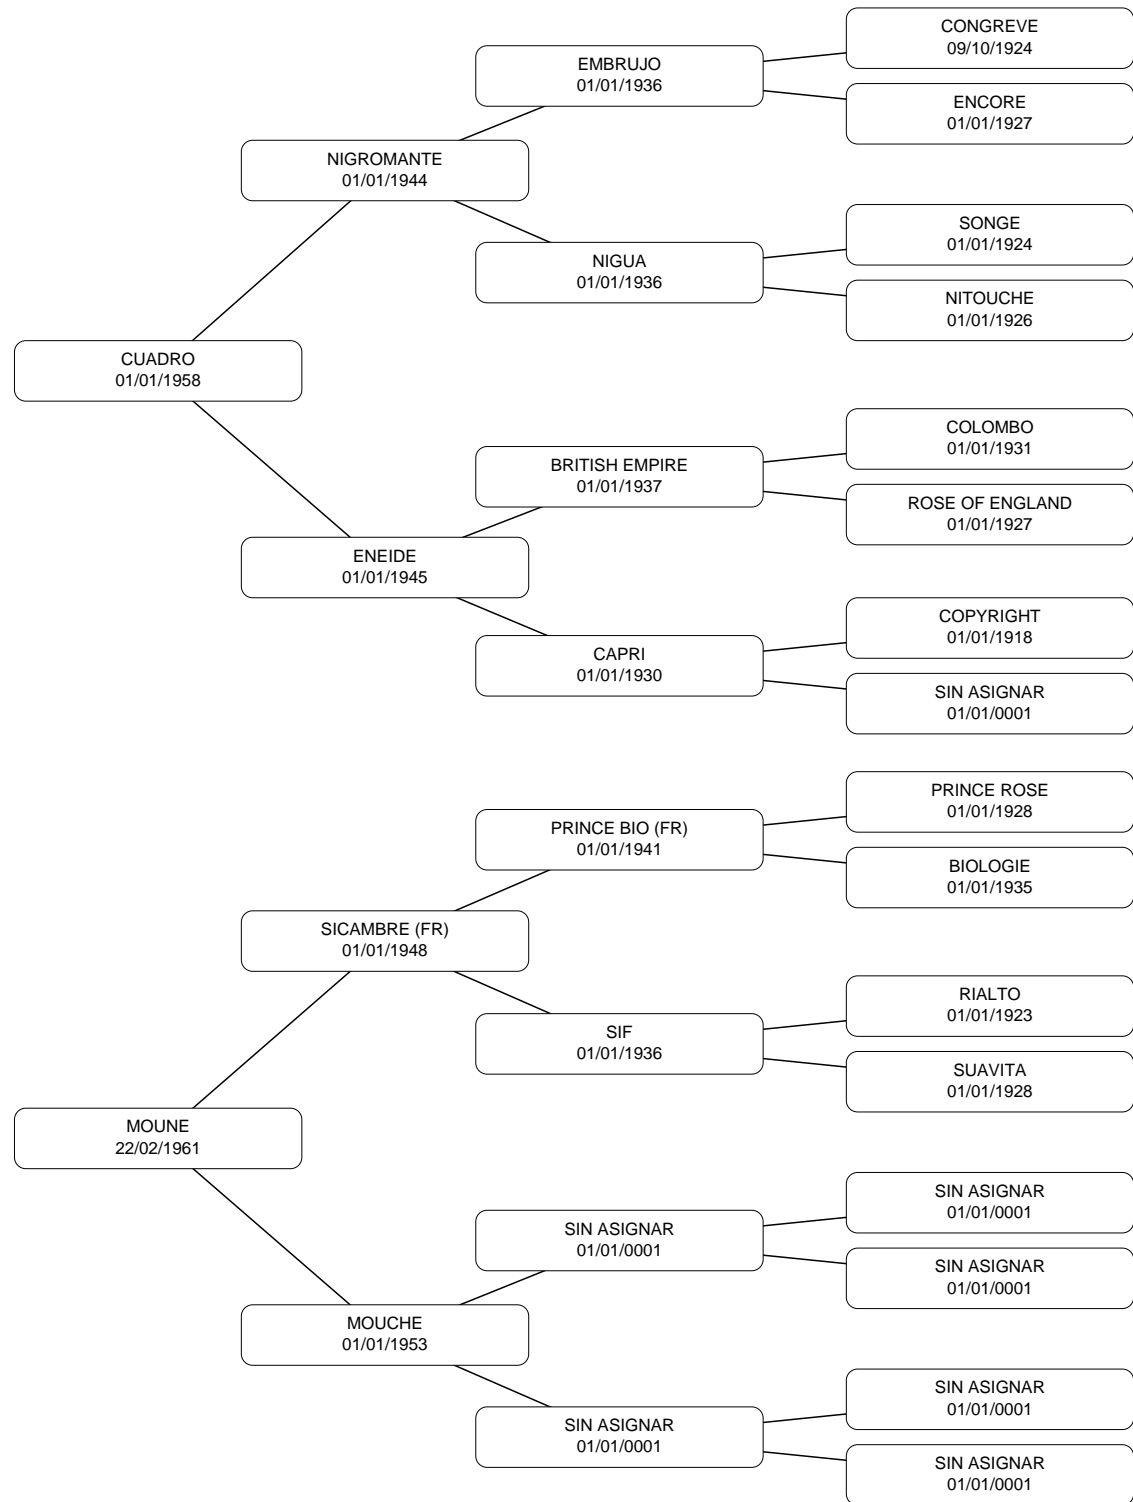 CONGREVE
09/10/1924
EMBRUJO
01/01/1936
ENCORE
01/01/1927
NIGROMANTE
01/01/1944
SONGE
01/01/1924
NIGUA
01/01/1936
NITOUCHE
01/01/1926
CUADRO
01/01/1958
COLOMBO
01/01/1931
BRITISH EMPIRE
01/01/1937
ROSE OF ENGLAND
01/01/1927
ENEIDE
01/01/1945
COPYRIGHT
01/01/1918
CAPRI
01/01/1930
SIN ASIGNAR
01/01/0001
PRINCE ROSE
01/01/1928
PRINCE BIO (FR)
01/01/1941
BIOLOGIE
01/01/1935
SICAMBRE (FR)
01/01/1948
RIALTO
01/01/1923
SIF
01/01/1936
SUAVITA
01/01/1928
MOUNE
22/02/1961
SIN ASIGNAR
01/01/0001
SIN ASIGNAR
01/01/0001
SIN ASIGNAR
01/01/0001
MOUCHE
01/01/1953
SIN ASIGNAR
01/01/0001
SIN ASIGNAR
01/01/0001
SIN ASIGNAR
01/01/0001